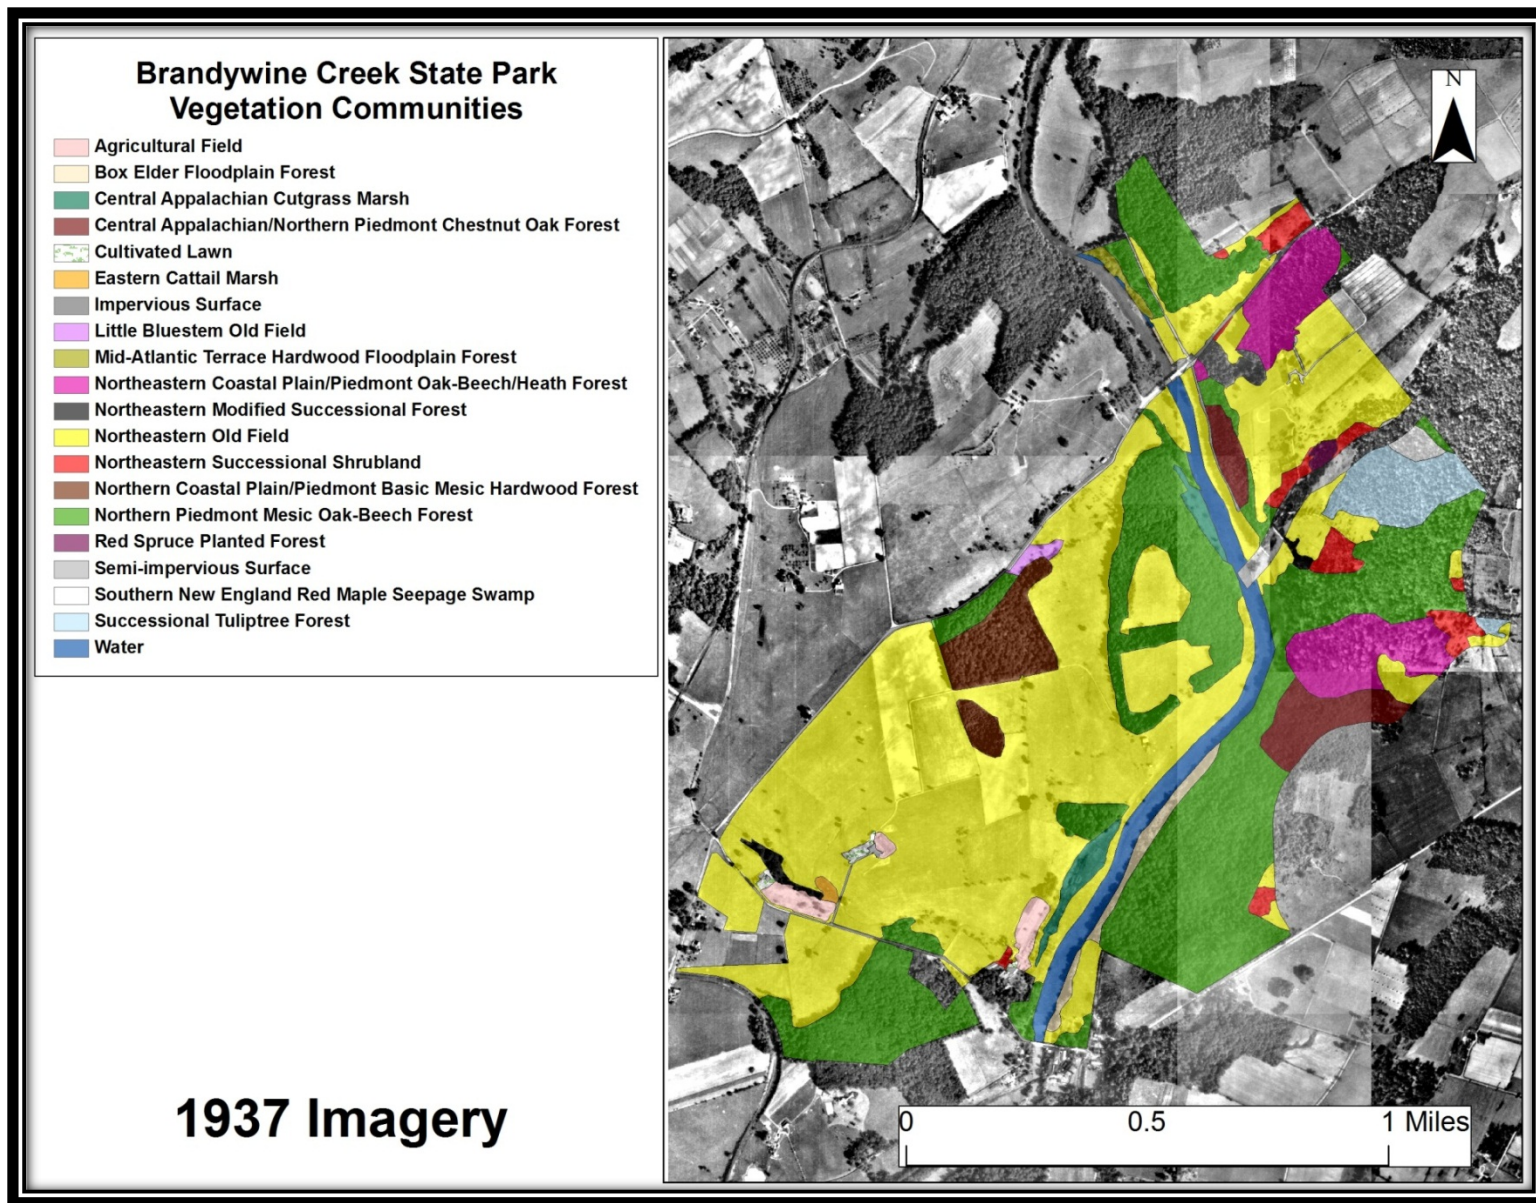 Brandywine Creek State Park
Vegetation Communities
Agricultural Field
Box Elder Floodplain Forest
Central Appalachian Cutgrass Marsh
Central Appalachian/Northern Piedmont Chestnut Oak Forest
Cultivated Lawn
Eastern Cattail Marsh
Impervious Surface
Little Bluestem Old Field
Mid-Atlantic Terrace Hardwood Floodplain Forest
Northeastern Coastal Plain/Piedmont Oak-Beech/Heath Forest
Northeastern Modified Successional Forest
Northeastern Old Field
Northeastern Successional Shrubland
Northern Coastal Plain/Piedmont Basic Mesic Hardwood Forest
Northern Piedmont Mesic Oak-Beech Forest
Red Spruce Planted Forest
Semi-impervious Surface
Southern New England Red Maple Seepage Swamp
Successional Tuliptree Forest
Water
1937 Imagery
N
0 0.5 1 Miles